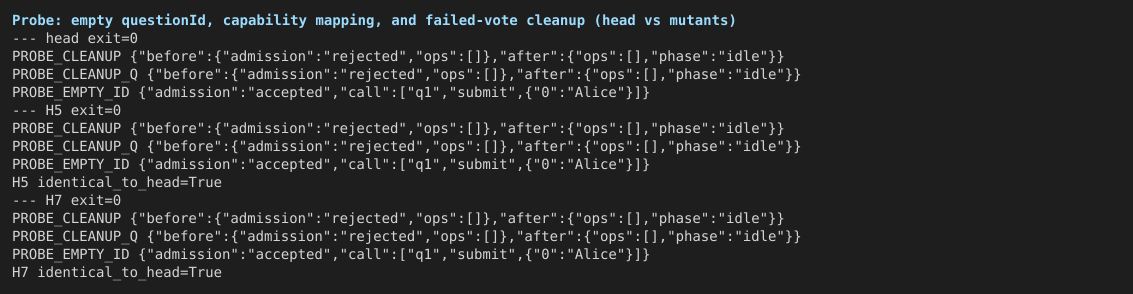 Probe: empty questionId, capability mapping, and failed-vote cleanup (head vs mutants)
--- head exit=0
PROBE_CLEANUP {"before":{"admission":"rejected","ops":[]},"after":{"ops":[],"phase":"idle"}}
PROBE_CLEANUP_Q {"before":{"admission":"rejected","ops":[]},"after":{"ops":[],"phase":"idle"}}
PROBE_EMPTY_ID {"admission":"accepted","call":["q1","submit",{"0":"Alice"}]}
--- H5 exit=0
PROBE_CLEANUP {"before":{"admission":"rejected","ops":[]},"after":{"ops":[],"phase":"idle"}}
PROBE_CLEANUP_Q {"before":{"admission":"rejected","ops":[]},"after":{"ops":[],"phase":"idle"}}
PROBE_EMPTY_ID {"admission":"accepted","call":["q1","submit",{"0":"Alice"}]}
H5 identical_to_head=True
--- H7 exit=0
PROBE_CLEANUP {"before":{"admission":"rejected","ops":[]},"after":{"ops":[],"phase":"idle"}}
PROBE_CLEANUP_Q {"before":{"admission":"rejected","ops":[]},"after":{"ops":[],"phase":"idle"}}
PROBE_EMPTY_ID {"admission":"accepted","call":["q1","submit",{"0":"Alice"}]}
H7 identical_to_head=True